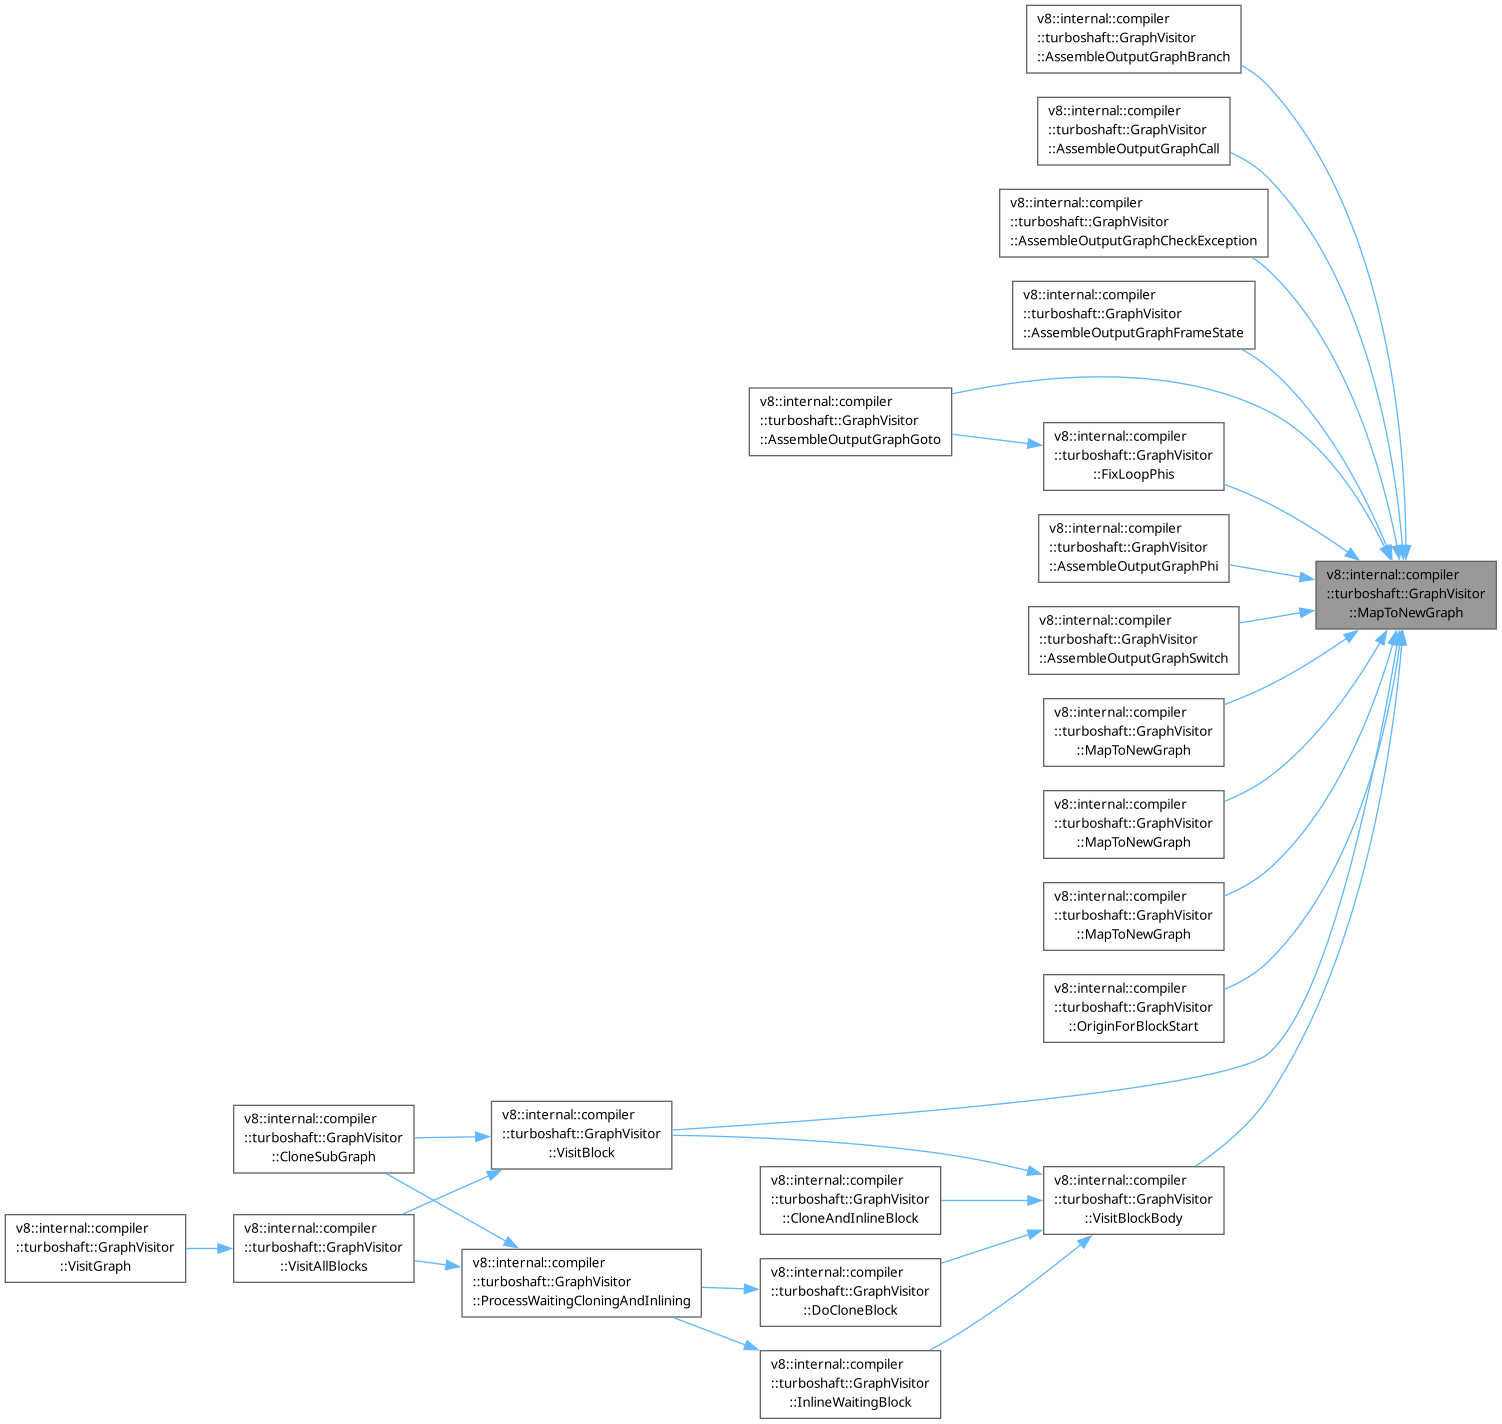 v8::internal::compiler
::turboshaft::GraphVisitor
::AssembleOutputGraphBranch
v8::internal::compiler
::turboshaft::GraphVisitor
::AssembleOutputGraphCall
v8::internal::compiler
::turboshaft::GraphVisitor
::AssembleOutputGraphCheckException
v8::internal::compiler
::turboshaft::GraphVisitor
::AssembleOutputGraphFrameState
v8::internal::compiler
::turboshaft::GraphVisitor
::AssembleOutputGraphGoto
v8::internal::compiler
::turboshaft::GraphVisitor
::FixLoopPhis
v8::internal::compiler
::turboshaft::GraphVisitor
::AssembleOutputGraphPhi
v8::internal::compiler
::turboshaft::GraphVisitor
::MapToNewGraph
v8::internal::compiler
::turboshaft::GraphVisitor
::AssembleOutputGraphSwitch
v8::internal::compiler
::turboshaft::GraphVisitor
::MapToNewGraph
v8::internal::compiler
::turboshaft::GraphVisitor
::MapToNewGraph
v8::internal::compiler
::turboshaft::GraphVisitor
::MapToNewGraph
v8::internal::compiler
::turboshaft::GraphVisitor
::OriginForBlockStart
v8::internal::compiler
::turboshaft::GraphVisitor
::VisitBlock
v8::internal::compiler
::turboshaft::GraphVisitor
::CloneSubGraph
v8::internal::compiler
::turboshaft::GraphVisitor
::CloneAndInlineBlock
v8::internal::compiler
::turboshaft::GraphVisitor
::VisitBlockBody
v8::internal::compiler
::turboshaft::GraphVisitor
::VisitGraph
v8::internal::compiler
::turboshaft::GraphVisitor
::VisitAllBlocks
v8::internal::compiler
::turboshaft::GraphVisitor
::ProcessWaitingCloningAndInlining
v8::internal::compiler
::turboshaft::GraphVisitor
::DoCloneBlock
v8::internal::compiler
::turboshaft::GraphVisitor
::InlineWaitingBlock